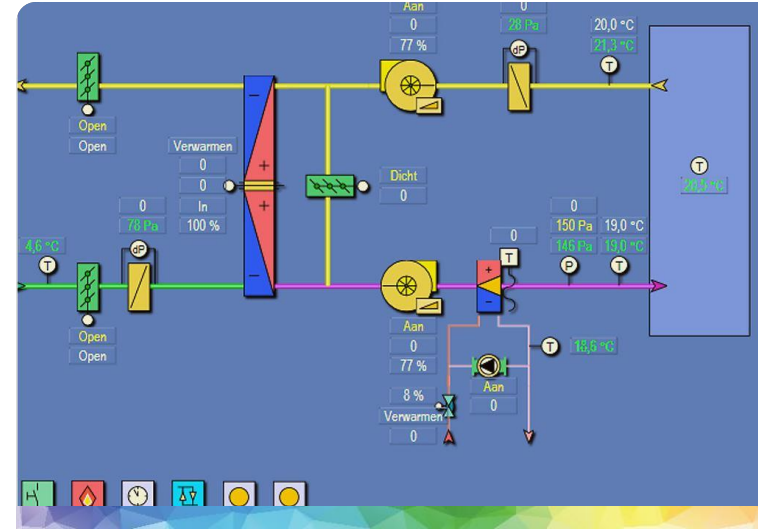 Aan
0
0
28 Pa
20,0 °C
77 %
21,3 °C
dP
T
Open
Open
Verwarmen
0
0
In
100 %
Dicht
0
T
20,5 °C
0
78 Pa
4,6 °C
dP
T
0
0
150 Pa
19,0 °C
146 Pa
19,0 °C
T
P
T
Open
Open
Aan
0
77 %
T
18,6 °C
8 %
Aan
0
Verwarmen
0